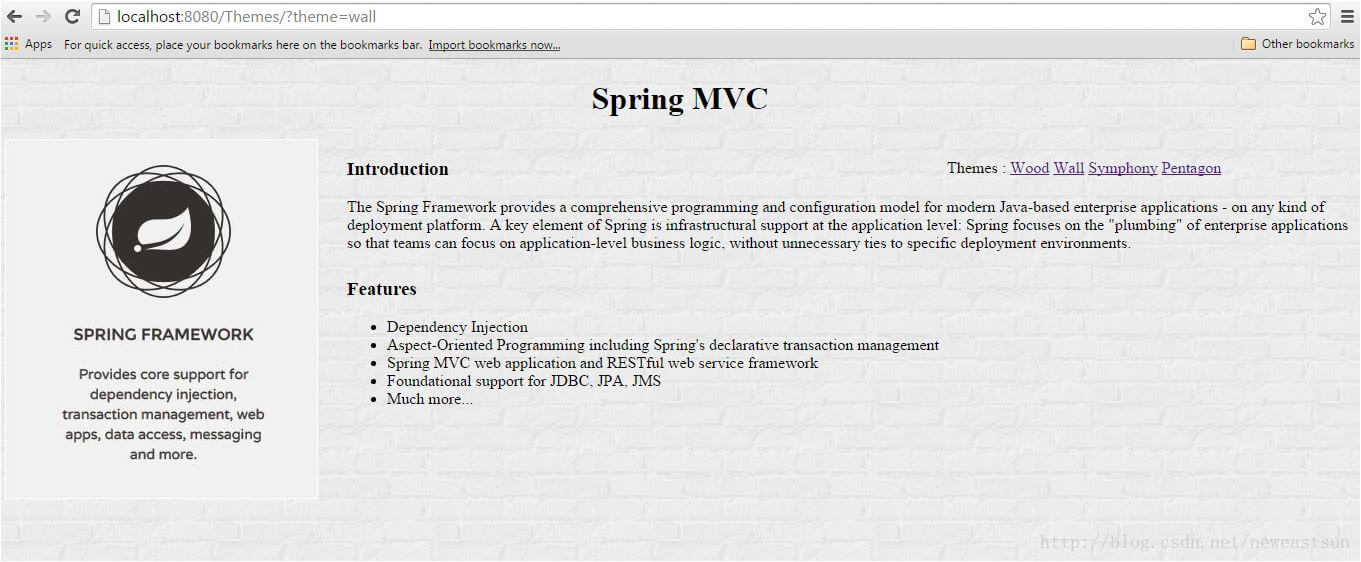 localhost:8080/Themes/?theme=wall
Apps For quick access, place your bookmarks here on the bookmarks bar. Import bookmarks now... Other bookmarks
Spring MVC
SPRING FRAMEWORK
Provides core support for
dependency injection,
transaction management, web
apps, data access, messaging
and more.
Introduction
Themes : Wood Wall Symphony Pentagon
The Spring Framework provides a comprehensive programming and configuration model for modern Java-based enterprise applications - on any kind of
deployment platform. A key element of Spring is infrastructural support at the application level: Spring focuses on the "plumbing" of enterprise applications
so that teams can focus on application-level business logic, without unnecessary ties to specific deployment environments.
Features
• Dependency Injection
• Aspect-Oriented Programming including Spring's declarative transaction management
• Spring MVC web application and RESTful web service framework
• Foundational support for JDBC, JPA, JMS
• Much more...
http://blog.csdn.net/neweastsun